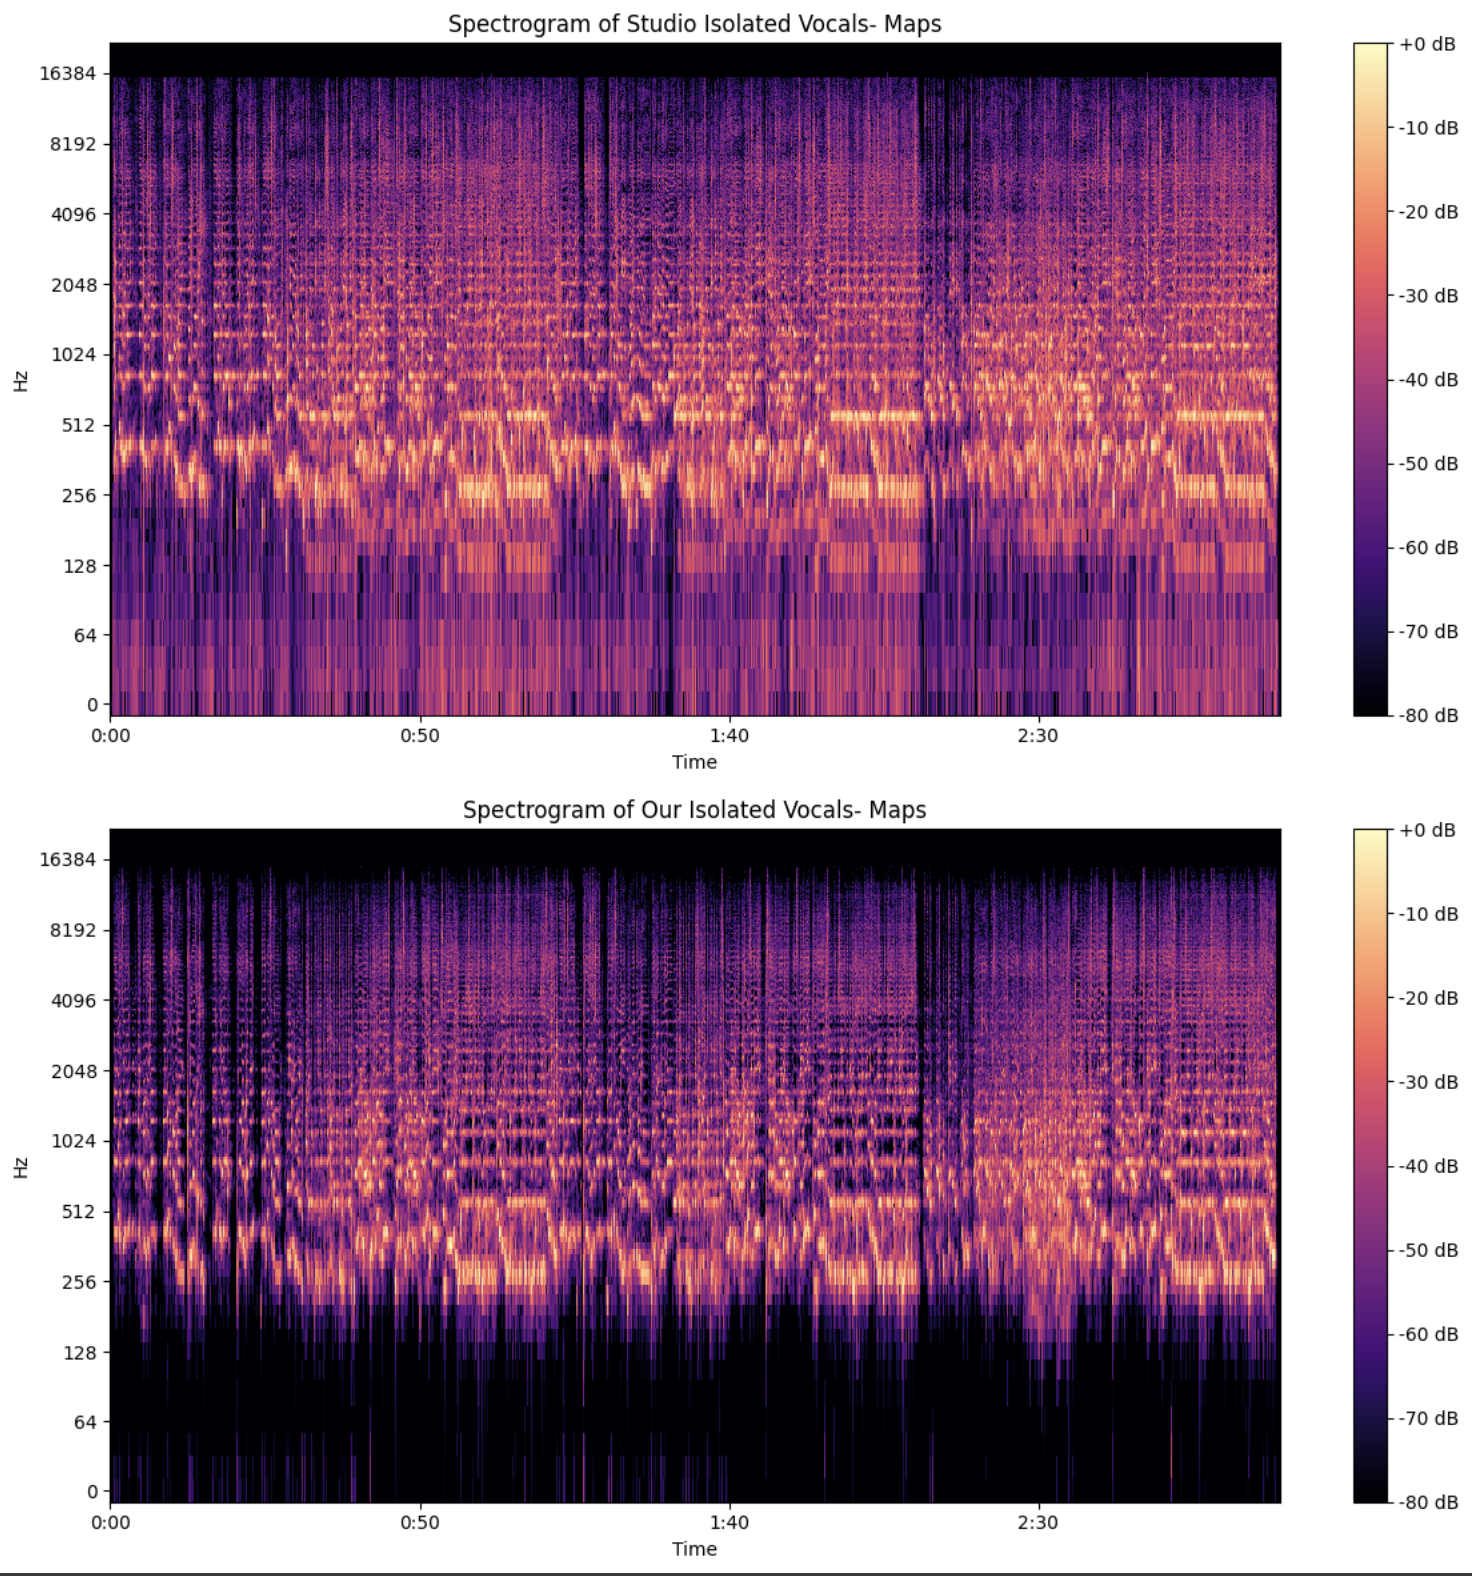 Spectrogram of Studio Isolated Vocals- Maps
+0 dB
16384
-10 dB
8192
-20 dB
4096
2048
-30 dB
1024
Hz
-40 dB
512
-50 dB
256
-60 dB
128
64
-70 dB
0
-80 dB
0:00
0:50
1:40
2:30
Time
Spectrogram of Our Isolated Vocals- Maps
+0 dB
16384
-10 dB
8192
-20 dB
4096
2048
-30 dB
1024
Hz
-40 dB
512
-50 dB
256
-60 dB
128
64
-70 dB
0
-80 dB
0:00
0:50
1:40
2:30
Time